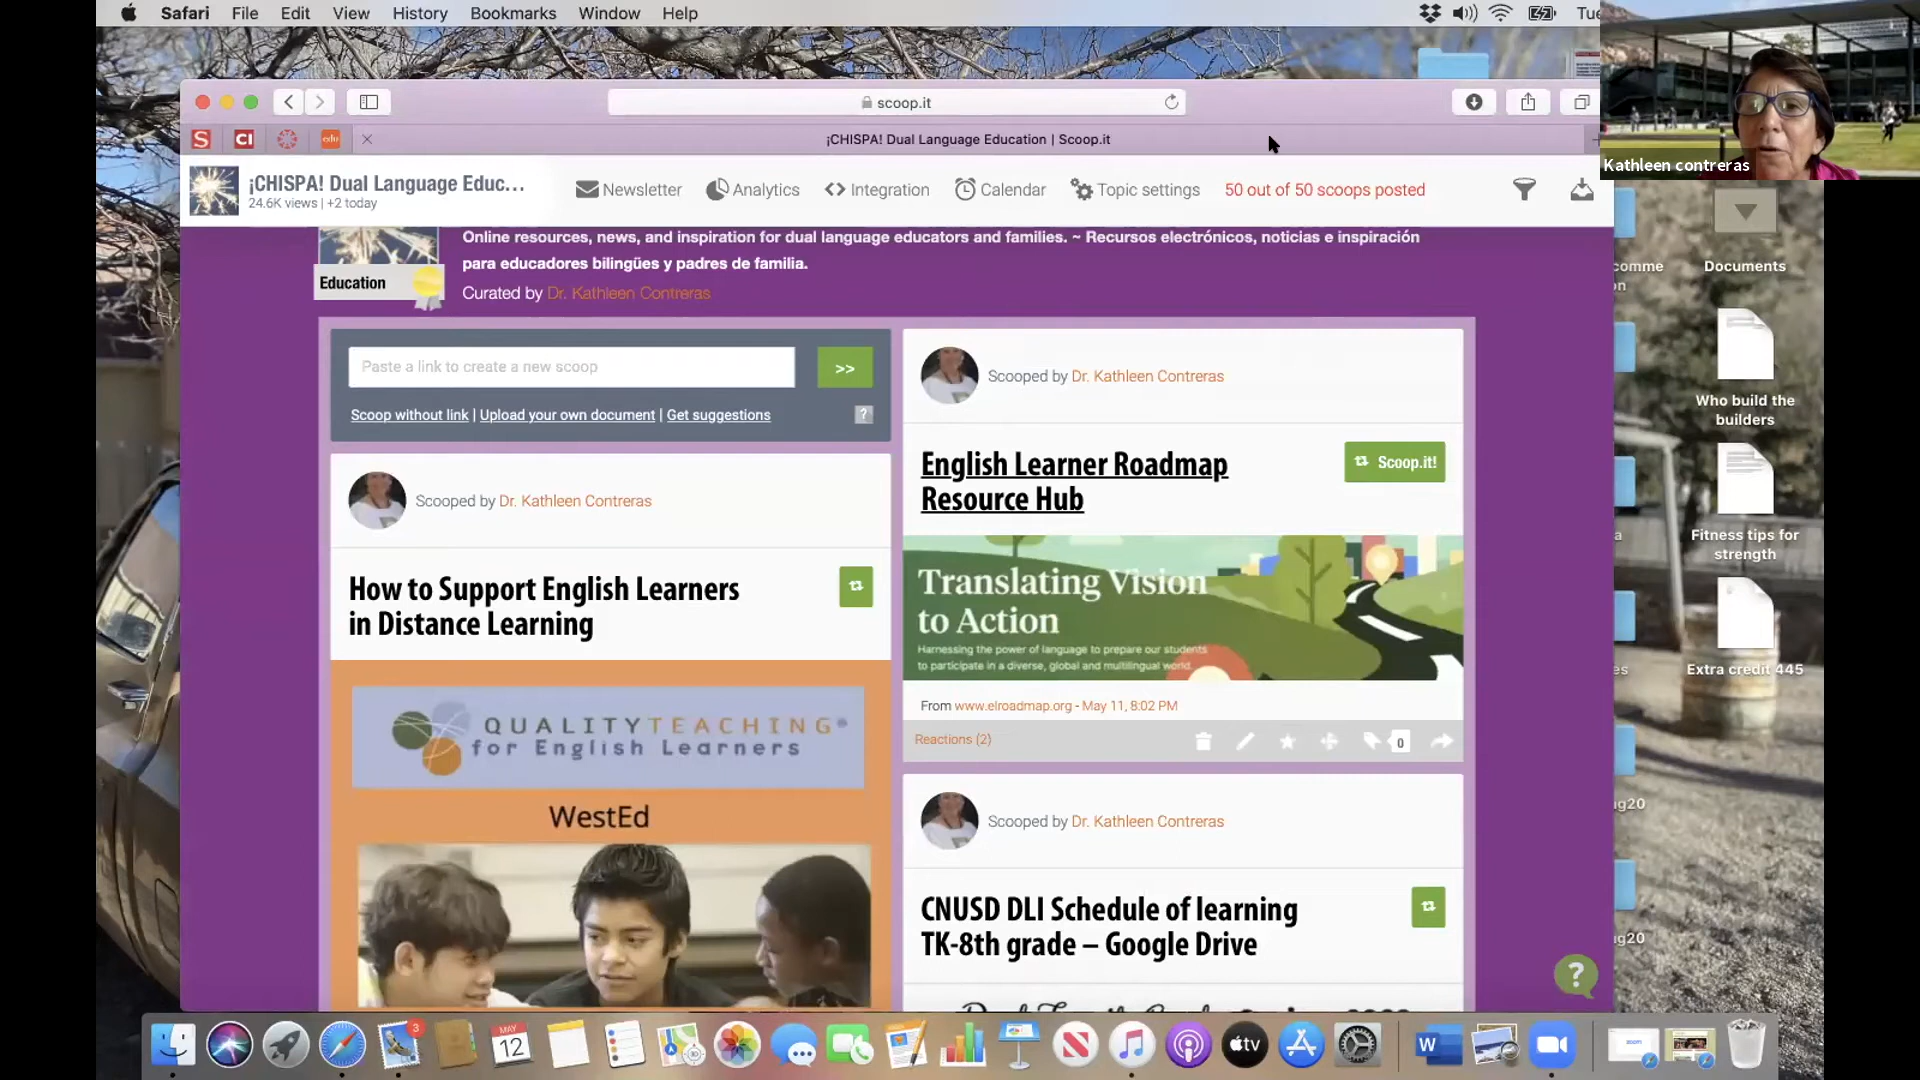 Safari File Edit View History Bookmarks Window Help
Tue
scoop.it
S CI edu
¡CHISPA! Dual Language Education | Scoop.it
¡CHISPA! Dual Language Educ...
24.6K views | +2 today
Newsletter Analytics Integration Calendar Topic settings 50 out of 50 scoops posted
Kathleen contreras
Education
Online resources, news, and inspiration for dual language educators and families. ~ Recursos electrónicos, noticias e inspiración
para educadores bilingües y padres de familia.
Curated by Dr. Kathleen Contreras
Paste a link to create a new scoop
>>
Scoop without link | Upload your own document | Get suggestions
?
Scooped by Dr. Kathleen Contreras
How to Support English Learners
in Distance Learning
QUALITYTEACHING®
for English Learners
WestEd
Scooped by Dr. Kathleen Contreras
English Learner Roadmap
Resource Hub
Scoop.it!
Translating Vision
to Action
Harnessing the power of language to prepare our students
to participate in a diverse, global and multilingual world.
From www.elroadmap.org - May 11, 8:02 PM
Reactions (2)
0
Scooped by Dr. Kathleen Contreras
CNUSD DLI Schedule of learning
TK-8th grade – Google Drive
?
Documents
Who build the
builders
Fitness tips for
strength
Extra credit 445
3
MAY
12
tv
W
zoom